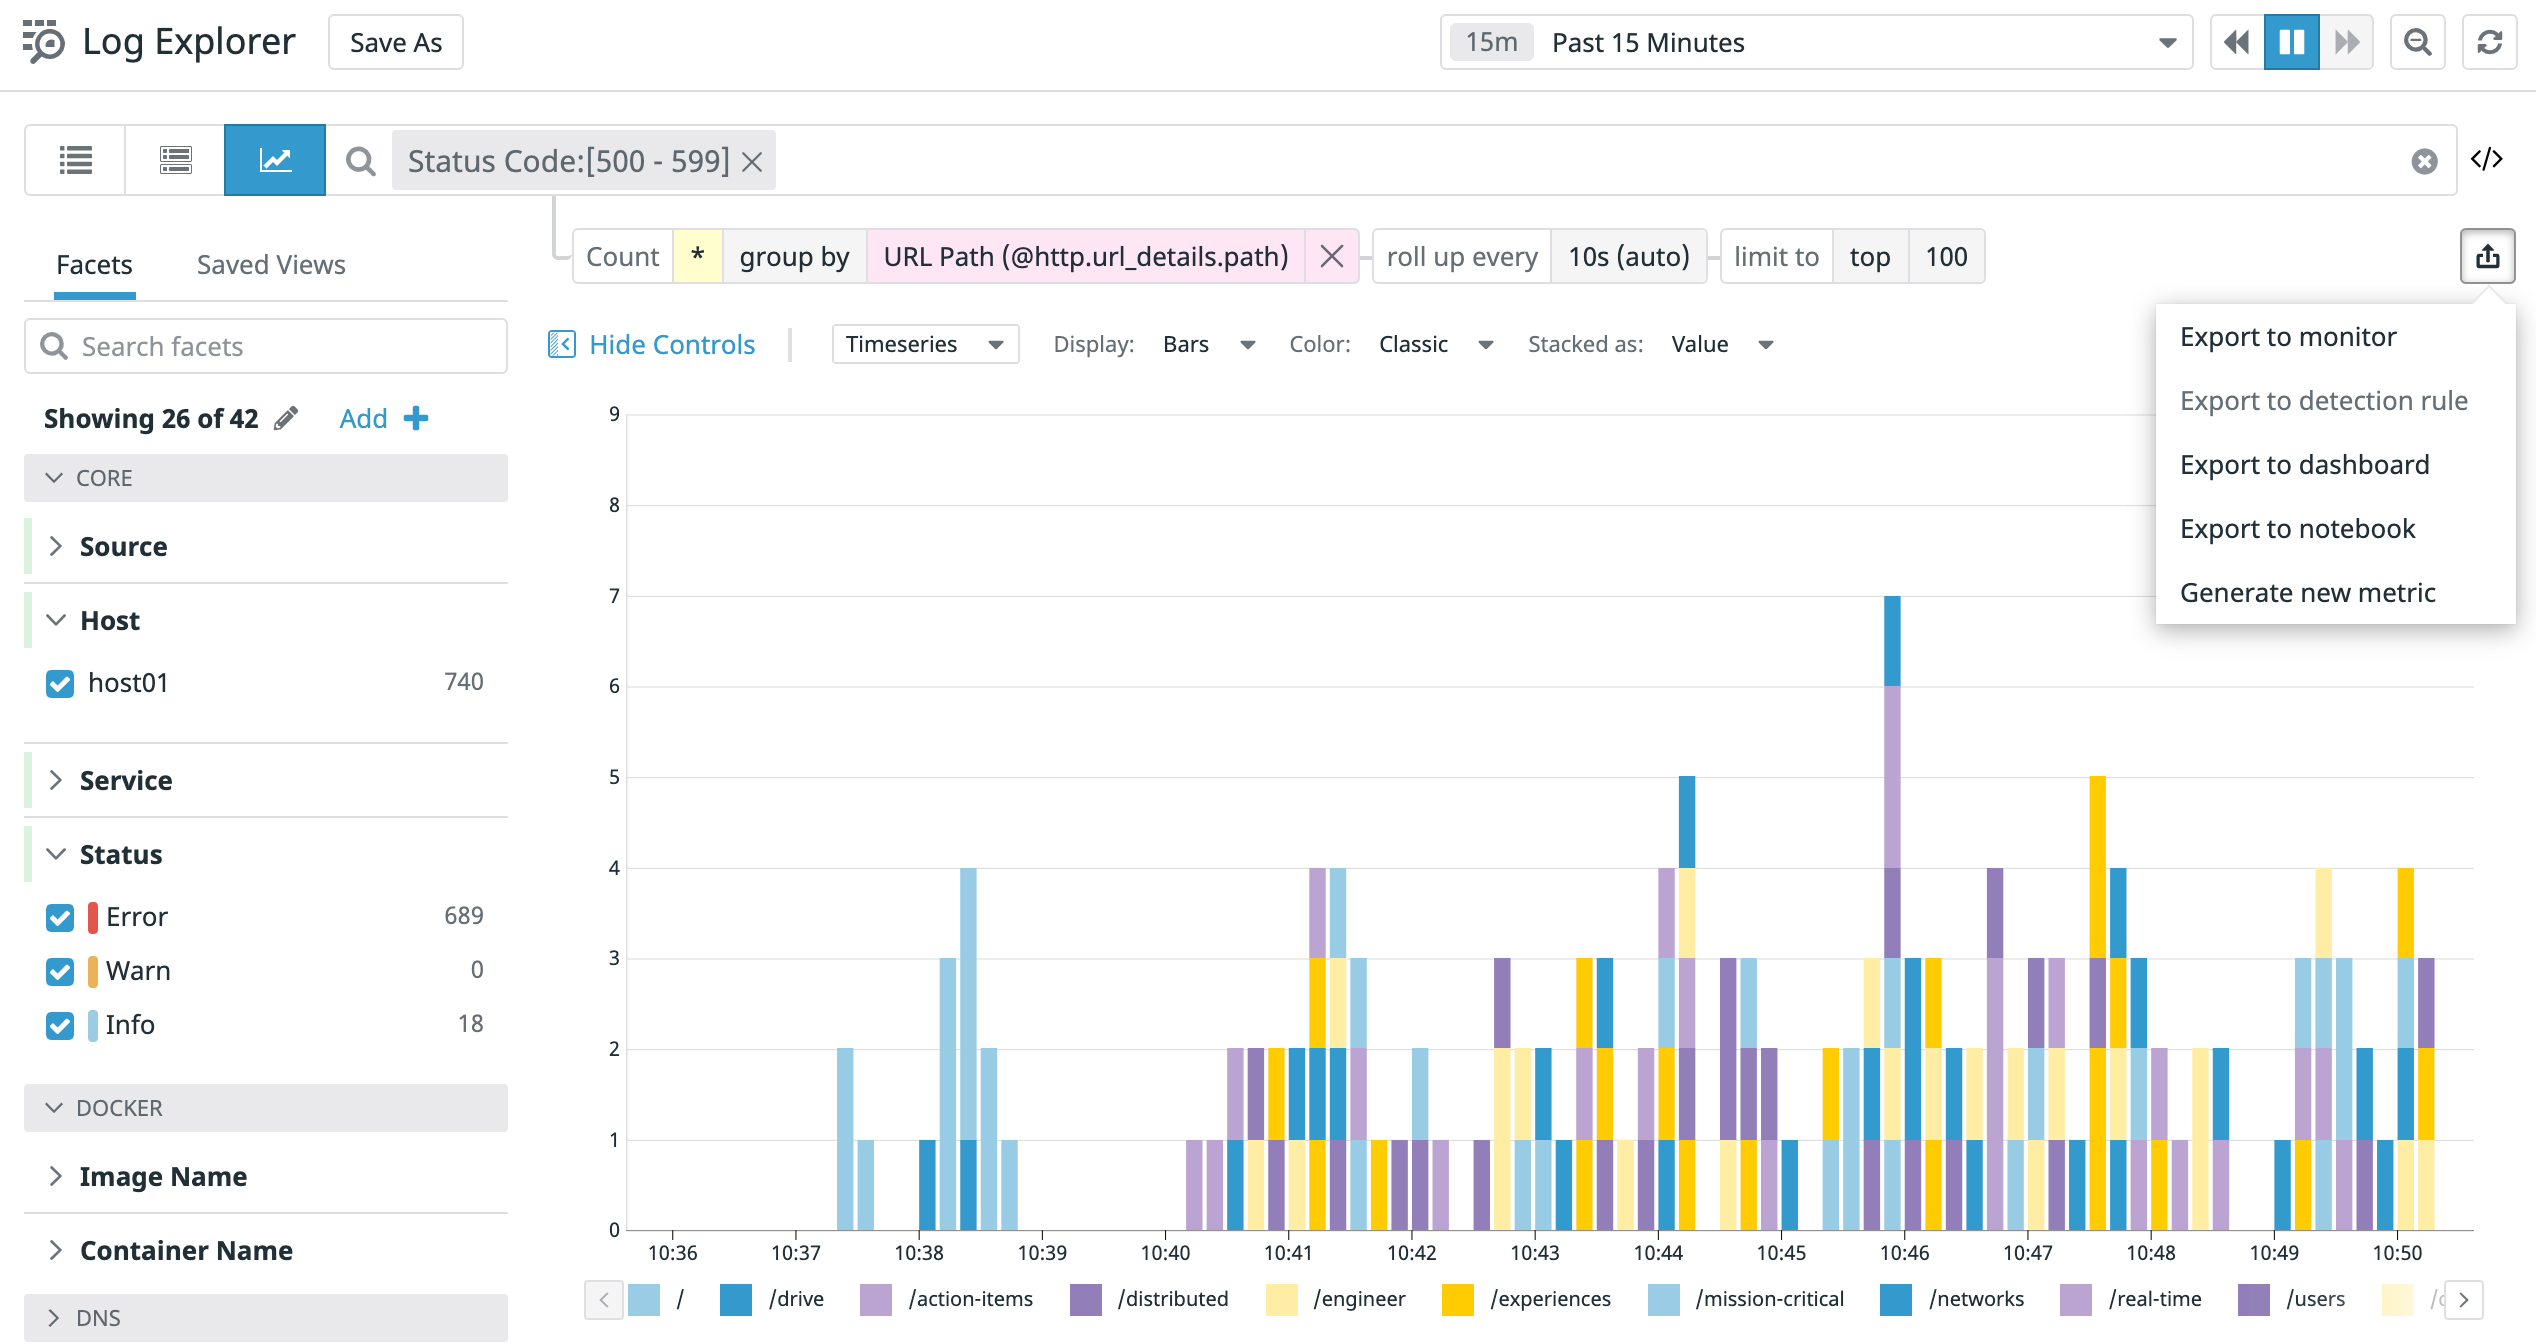 Log Explorer
Save As
15m Past 15 Minutes
Status Code:[500 - 599]
</>
Count * group by URL Path (@http.url_details.path) roll up every 10s (auto) limit to top 100
Facets Saved Views
Search facets
Showing 26 of 42 Add
CORE
Source
Host
host01 740
Service
Status
Error 689
Warn 0
Info 18
DOCKER
Image Name
Container Name
DNS
Hide Controls Timeseries Display: Bars Color: Classic Stacked as: Value
Export to monitor
Export to detection rule
Export to dashboard
Export to notebook
Generate new metric
9
8
7
6
5
4
3
2
1
0
10:36 10:37 10:38 10:39 10:40 10:41 10:42 10:43 10:44 10:45 10:46 10:47 10:48 10:49 10:50
/ /drive /action-items /distributed /engineer /experiences /mission-critical /networks /real-time /users